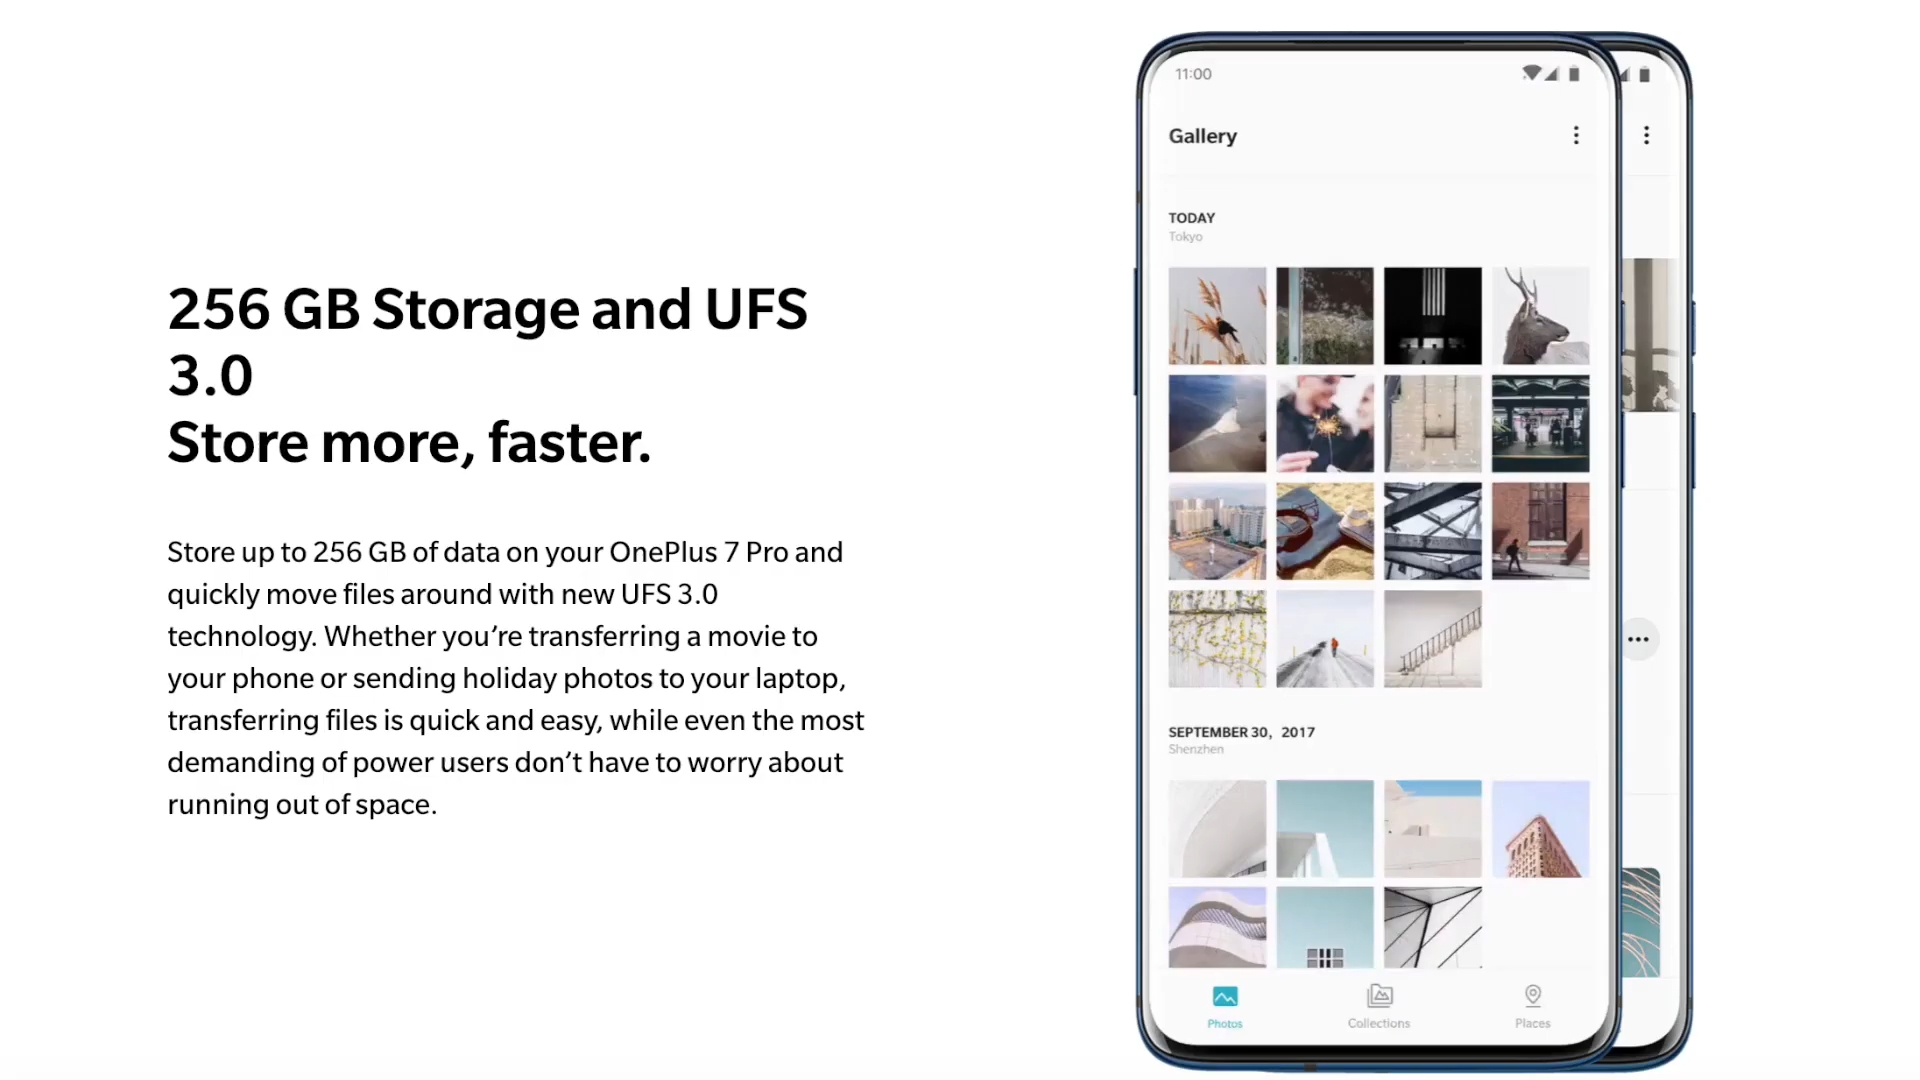 256 GB Storage and UFS
3.0
Store more, faster.
Store up to 256 GB of data on your OnePlus 7 Pro and
quickly move files around with new UFS 3.0
technology. Whether you’re transferring a movie to
your phone or sending holiday photos to your laptop,
transferring files is quick and easy, while even the most
demanding of power users don’t have to worry about
running out of space.
11:00
Gallery
TODAY
Tokyo
SEPTEMBER 30, 2017
Shenzhen
Photos
Collections
Places